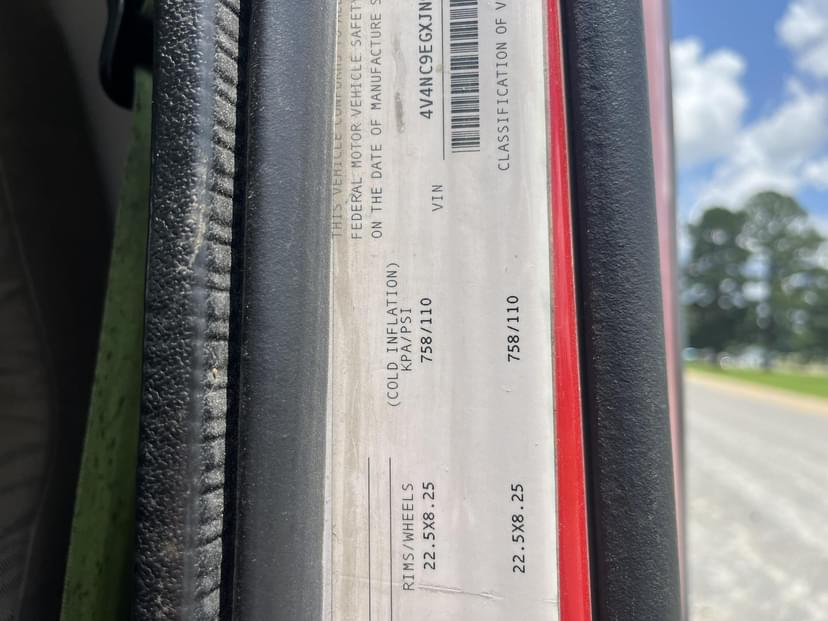 THIS VEHICLE CONFORMS
FEDERAL MOTOR VEHICLE SAFETY
ON THE DATE OF MANUFACTURE S
(COLD INFLATION)
RIMS/WHEELS KPA/PSI VIN
22.5X8.25 758/110 4V4NC9EGXJN
22.5X8.25 758/110 CLASSIFICATION OF V